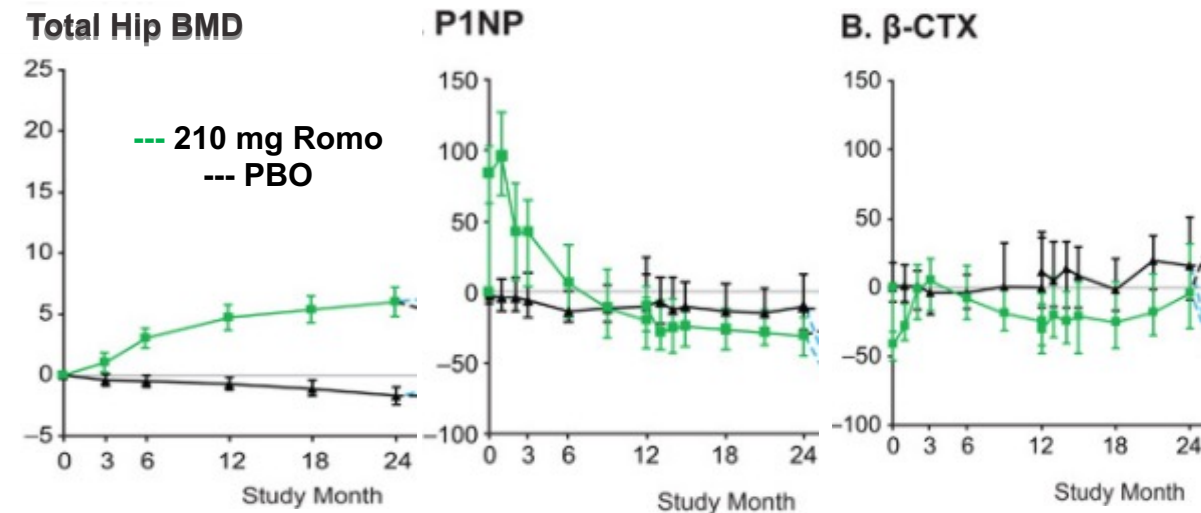 Total Hip BMD
25
20
15
10
5
0
–5
0 3 6 12 18 24
Study Month
--- 210 mg Romo
--- PBO
P1NP
150
100
50
0
–50
–100
0 3 6 12 18 24
Study Month
B. β-CTX
150
100
50
0
–50
–100
0 3 6 12 18 24
Study Month